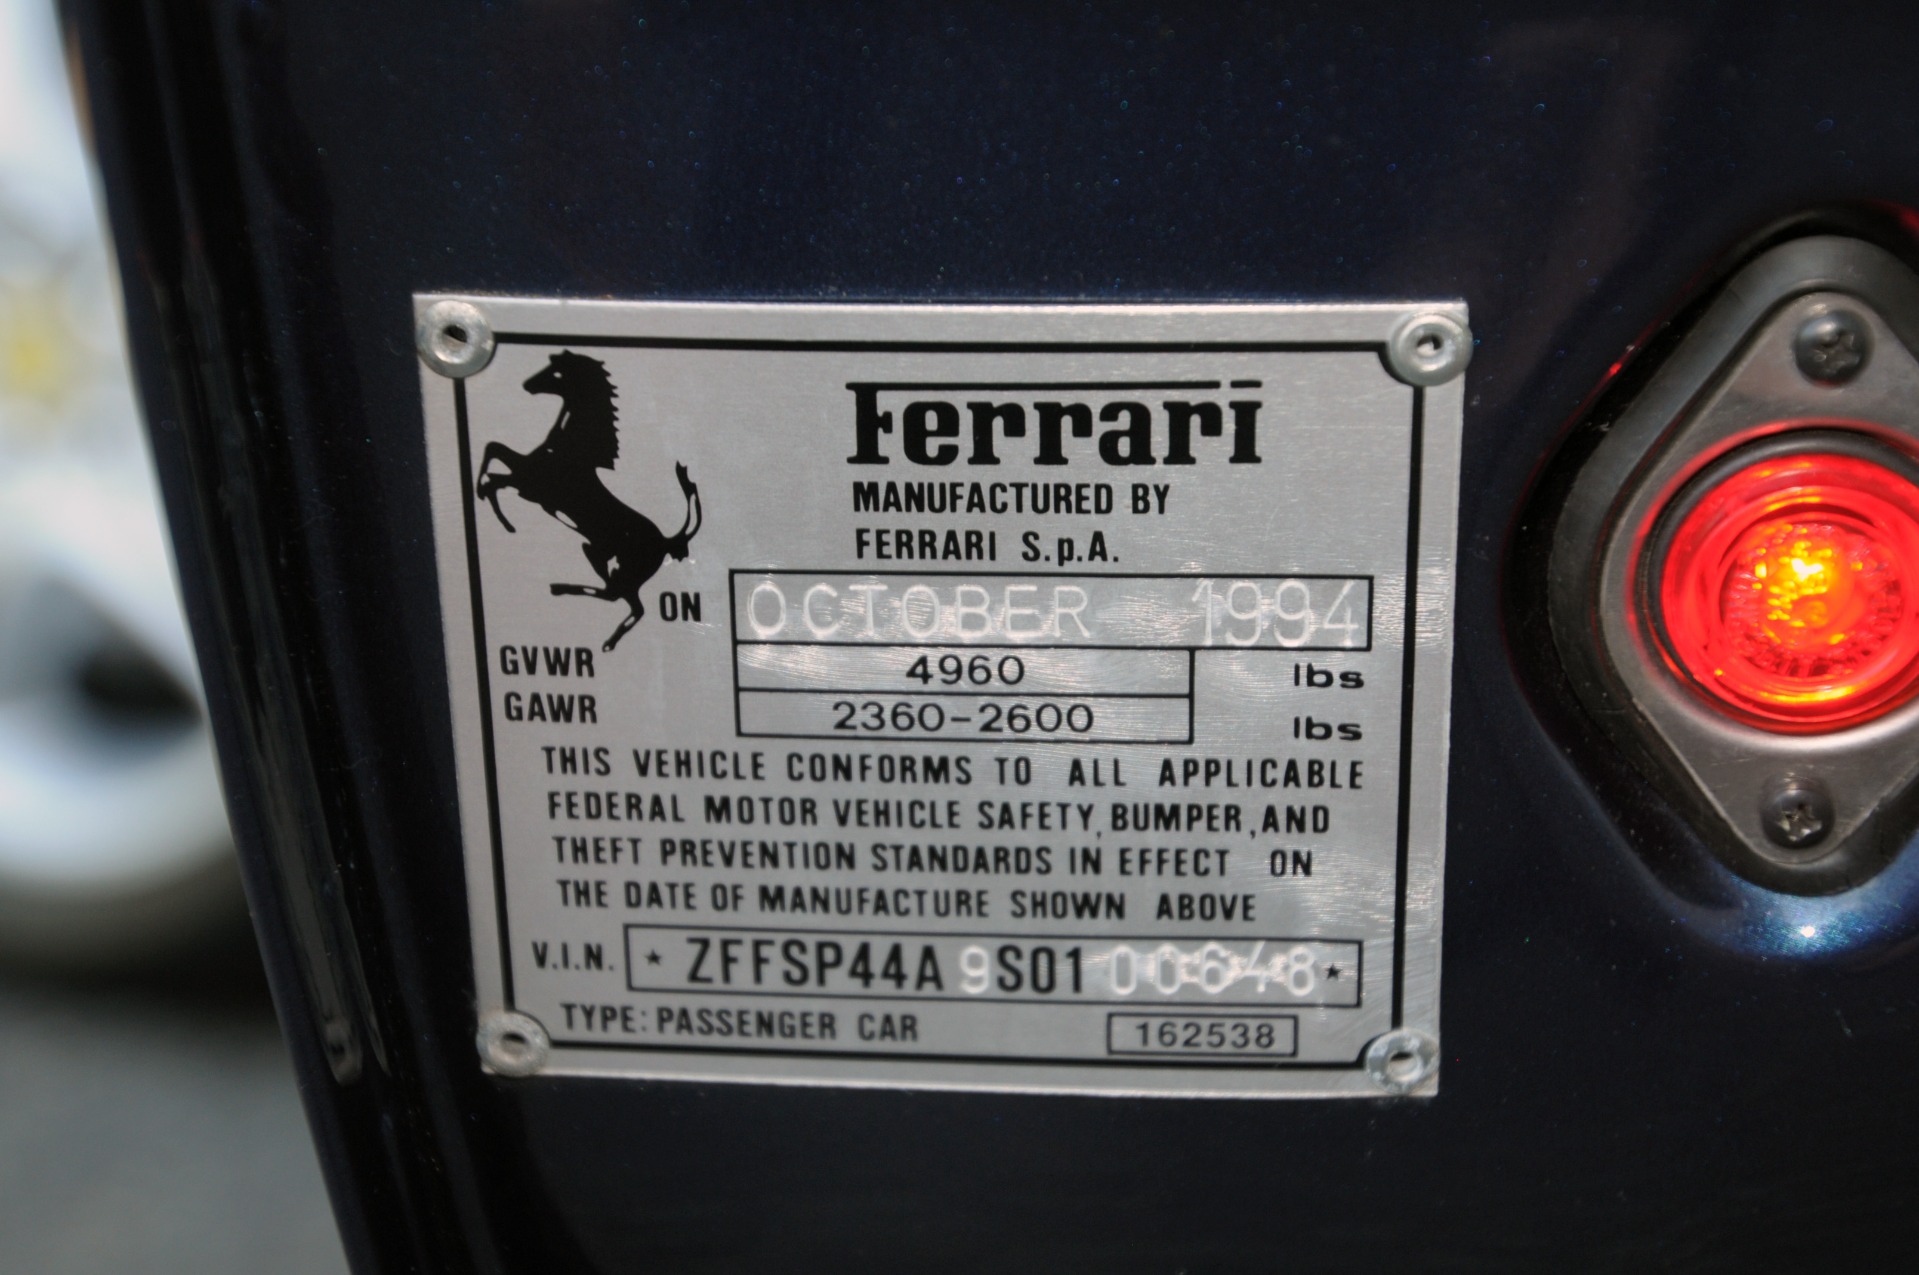 Ferrari
MANUFACTURED BY
FERRARI S.p.A.
ON OCTOBER 1994
GVWR 4960 lbs
GAWR 2360-2600 lbs
THIS VEHICLE CONFORMS TO ALL APPLICABLE
FEDERAL MOTOR VEHICLE SAFETY, BUMPER, AND
THEFT PREVENTION STANDARDS IN EFFECT ON
THE DATE OF MANUFACTURE SHOWN ABOVE
V.I.N. ★ ZFFSP44A9S0100648 ★
TYPE: PASSENGER CAR 162538